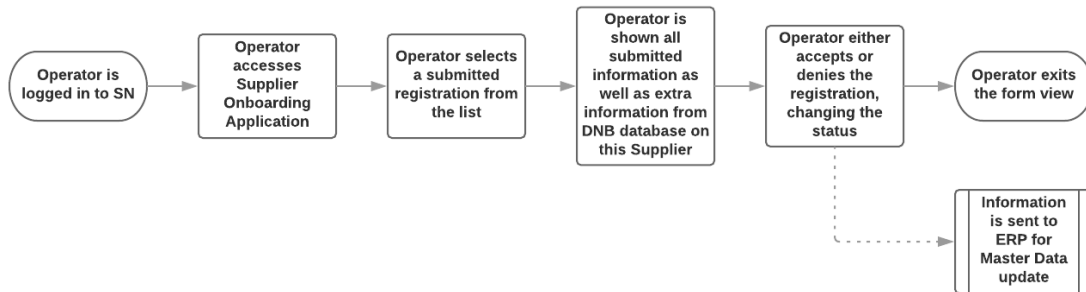 Operator is
logged in to SN
Operator
accesses
Supplier
Onboarding
Application
Operator selects
a submitted
registration from
the list
Operator is
shown all
submitted
information as
well as extra
information from
DNB database on
this Supplier
Operator either
accepts or
denies the
registration,
changing the
status
Operator exits
the form view
Information
is sent to
ERP for
Master Data
update